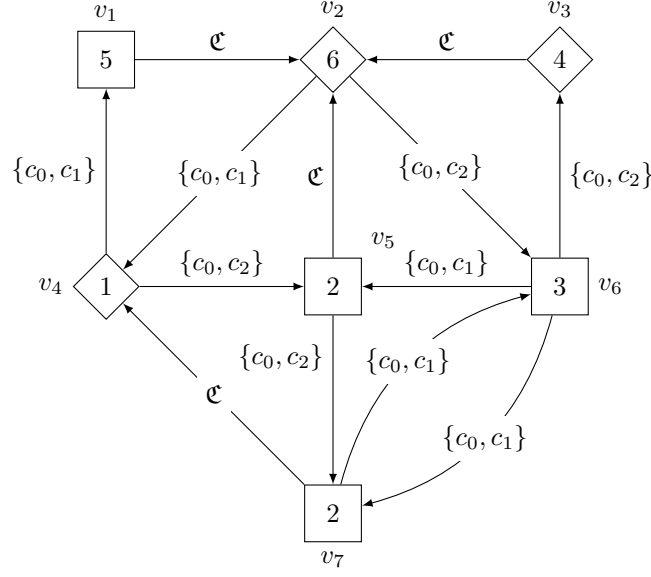 v₁ v₂ v₃
5 ℭ 6 ℭ 4
{c₀, c₁} {c₀, c₁} ℭ {c₀, c₂} {c₀, c₂}
v₅
v₄ 1 {c₀, c₂} 2 {c₀, c₁} 3 v₆
{c₀, c₂} {c₀, c₁}
ℭ
{c₀, c₁}
2
v₇